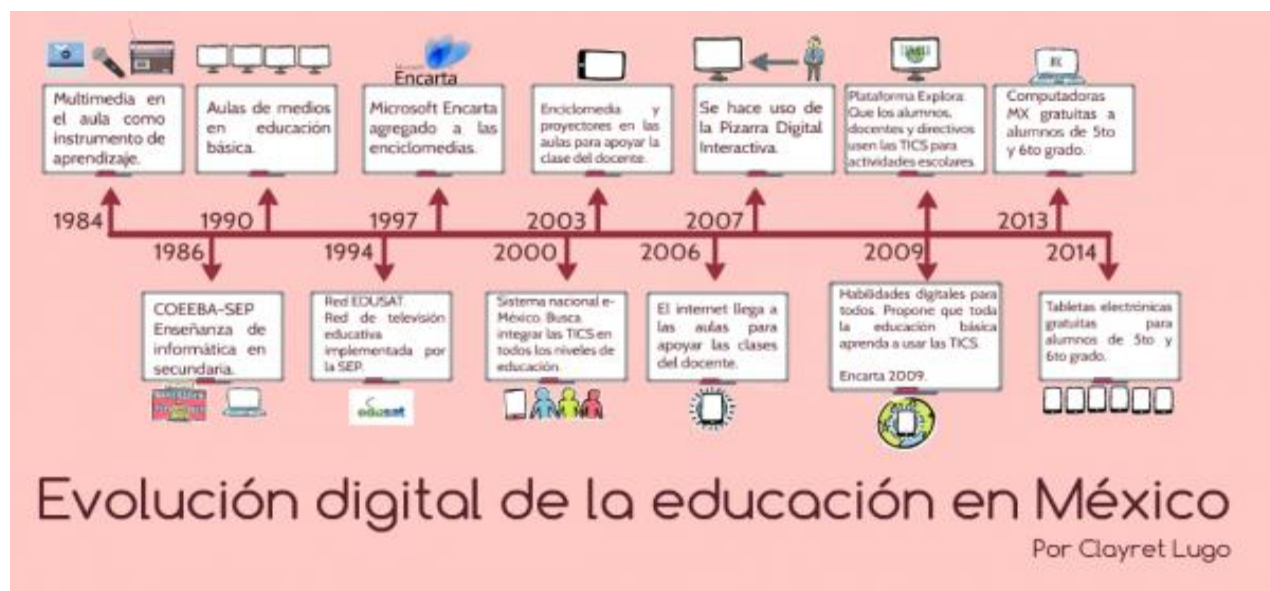 Encarta
Multimedia en
el aula como
instrumento de
aprendizaje.
Aulas de medios
en educación
básica.
Microsoft Encarta
agregado a las
enciclomedias.
Enciclomedia y
proyectores en las
aulas para apoyar la
clase del docente.
Se hace uso de
la Pizarra Digital
Interactiva.
Plataforma Explora:
Que los alumnos,
docentes y directivos
usen las TICS para
actividades escolares.
Computadoras
MX gratuitas a
alumnos de 5to
y 6to grado.
1984
1990
1997
2003
2007
2013
1986
1994
2000
2006
2009
2014
COEEBA-SEP
Enseñanza de
informática en
secundaria.
Red EDUSAT
Red de televisión
educativa
implementada por
la SEP.
edusat
Sistema nacional e-
México. Busca
integrar las TICS en
todos los niveles de
educación.
El internet llega a
las aulas para
apoyar las clases
del docente.
Habilidades digitales para
todos. Propone que toda
la educación básica
aprenda a usar las TICS.
Encarta 2009.
Tabletas electrónicas
gratuitas para
alumnos de 5to y
6to grado.
Evolución digital de la educación en México
Por Clayret Lugo